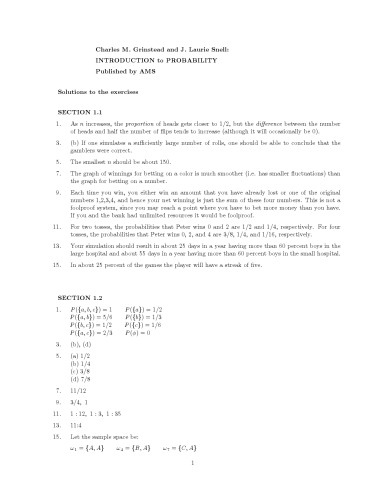 Charles M. Grinstead and J. Laurie Snell:
INTRODUCTION to PROBABILITY
Published by AMS
Solutions to the exercises
SECTION 1.1
1. As n increases, the proportion of heads gets closer to 1/2, but the difference between the number
of heads and half the number of flips tends to increase (although it will occasionally be 0).
3. (b) If one simulates a sufficiently large number of rolls, one should be able to conclude that the
gamblers were correct.
5. The smallest n should be about 150.
7. The graph of winnings for betting on a color is much smoother (i.e. has smaller fluctuations) than
the graph for betting on a number.
9. Each time you win, you either win an amount that you have already lost or one of the original
numbers 1,2,3,4, and hence your net winning is just the sum of these four numbers. This is not a
foolproof system, since you may reach a point where you have to bet more money than you have.
If you and the bank had unlimited resources it would be foolproof.
11. For two tosses, the probabilities that Peter wins 0 and 2 are 1/2 and 1/4, respectively. For four
tosses, the probabilities that Peter wins 0, 2, and 4 are 3/8, 1/4, and 1/16, respectively.
13. Your simulation should result in about 25 days in a year having more than 60 percent boys in the
large hospital and about 55 days in a year having more than 60 percent boys in the small hospital.
15. In about 25 percent of the games the player will have a streak of five.
SECTION 1.2
1. P({a, b, c}) = 1 P({a}) = 1/2
P({a, b}) = 5/6 P({b}) = 1/3
P({b, c}) = 1/2 P({c}) = 1/6
P({a, c}) = 2/3 P(ø) = 0
3. (b), (d)
5. (a) 1/2
(b) 1/4
(c) 3/8
(d) 7/8
7. 11/12
9. 3/4, 1
11. 1 : 12, 1 : 3, 1 : 35
13. 11:4
15. Let the sample space be:
ω₁ = {A, A} ω₄ = {B, A} ω₇ = {C, A}
1